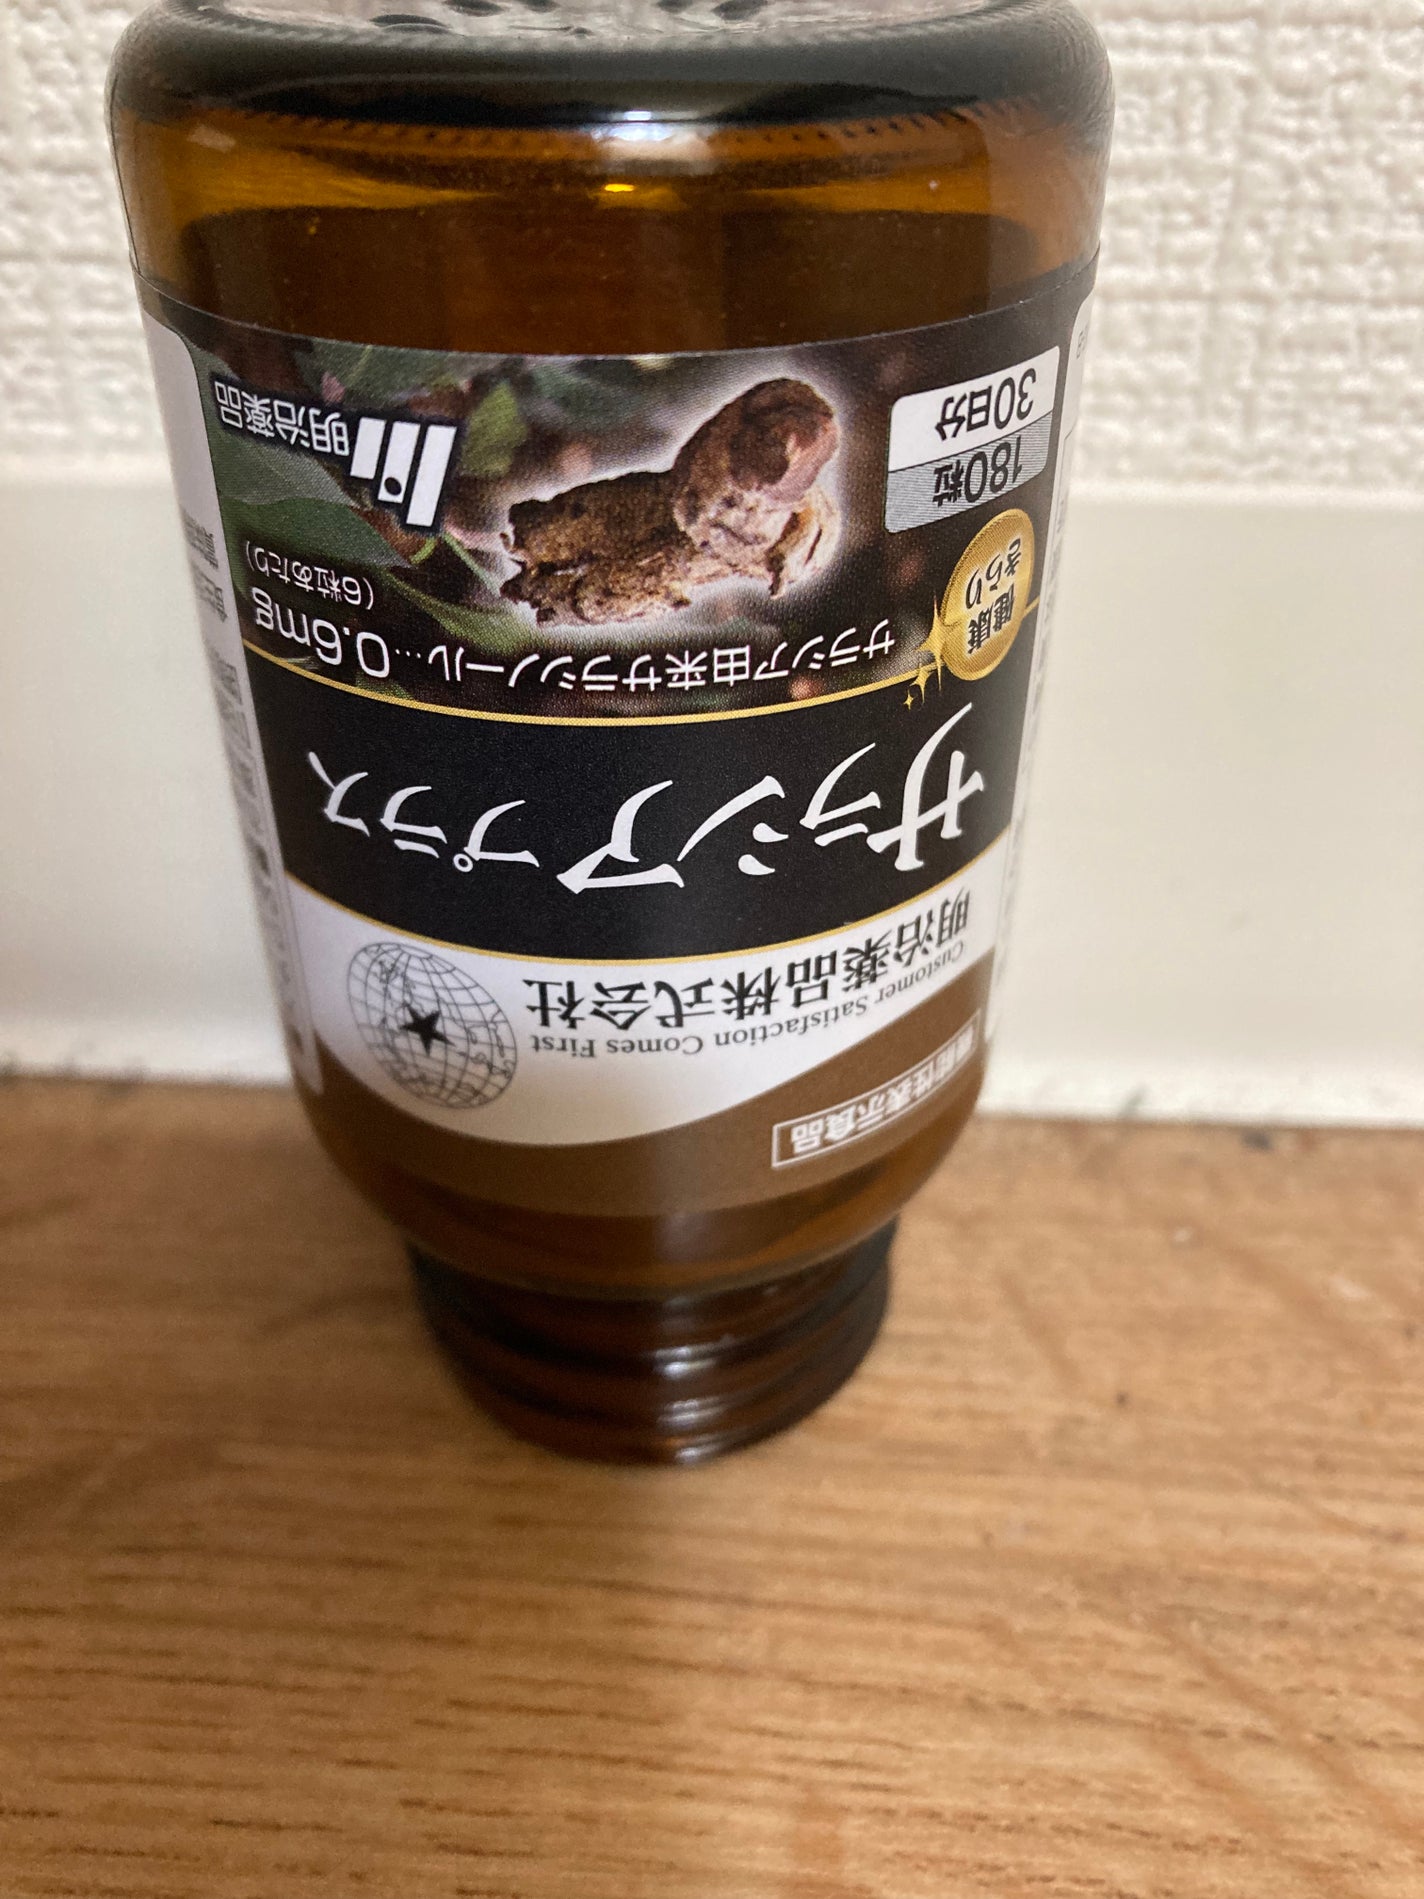 機能性表示食品
Customer Satisfaction Comes First
明治薬品株式会社
サラシア プラス
健康
きらり
サラシア由来サラシノール…0.6mg
(6粒あたり)
180粒
30日分
明治薬品